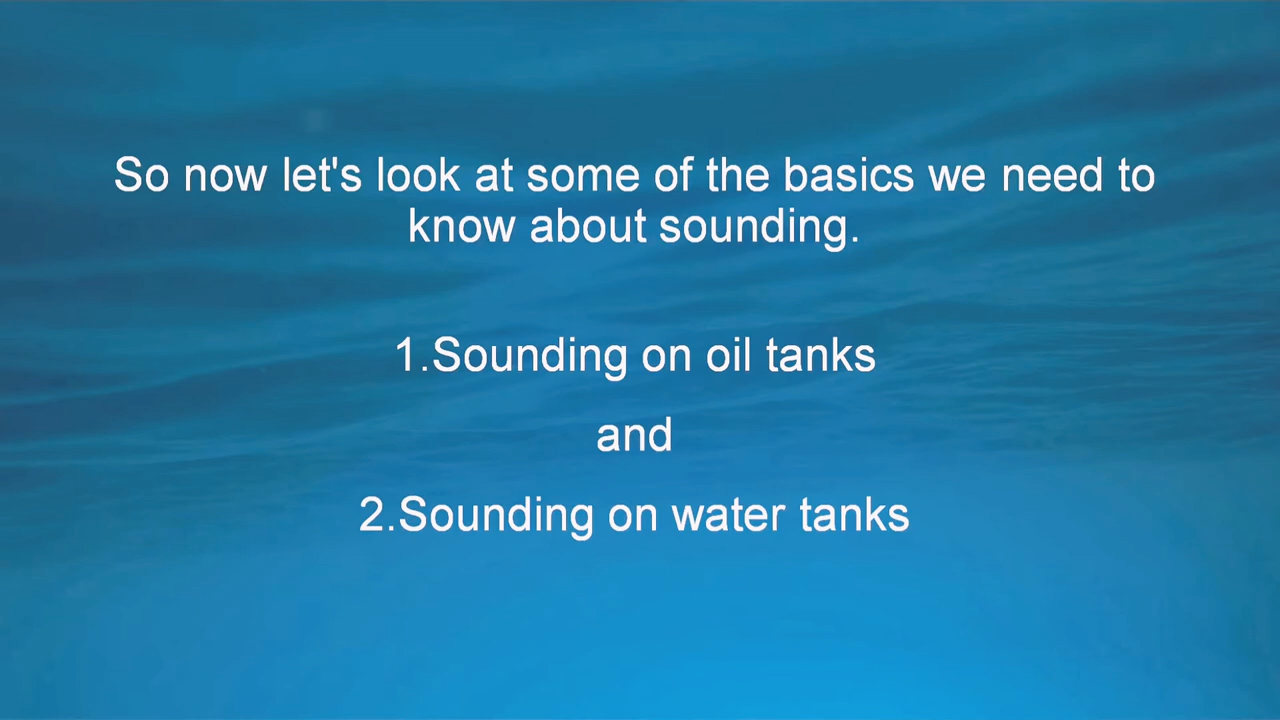 So now let's look at some of the basics we need to
know about sounding.
1.Sounding on oil tanks
and
2.Sounding on water tanks